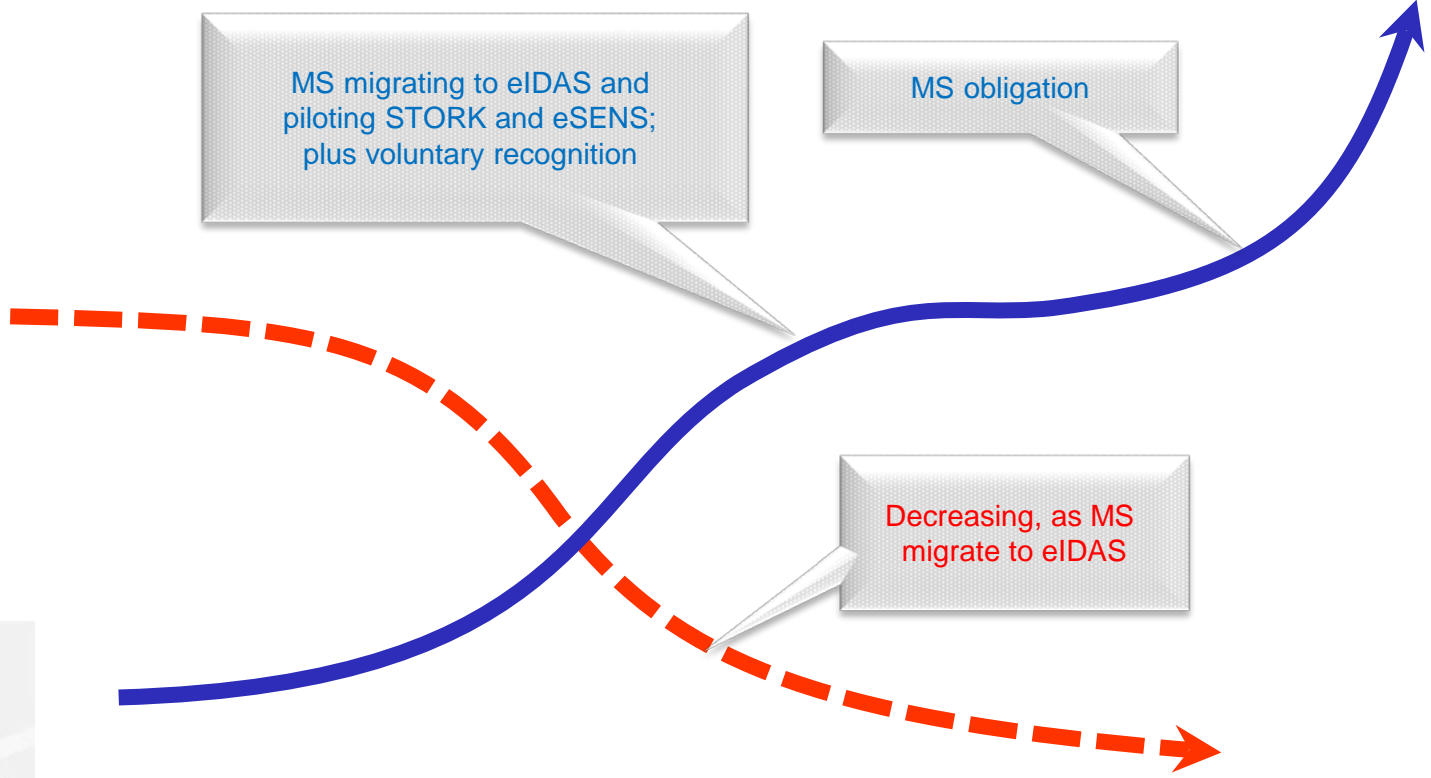 MS migrating to eIDAS and
piloting STORK and eSENS;
plus voluntary recognition
MS obligation
Decreasing, as MS
migrate to eIDAS